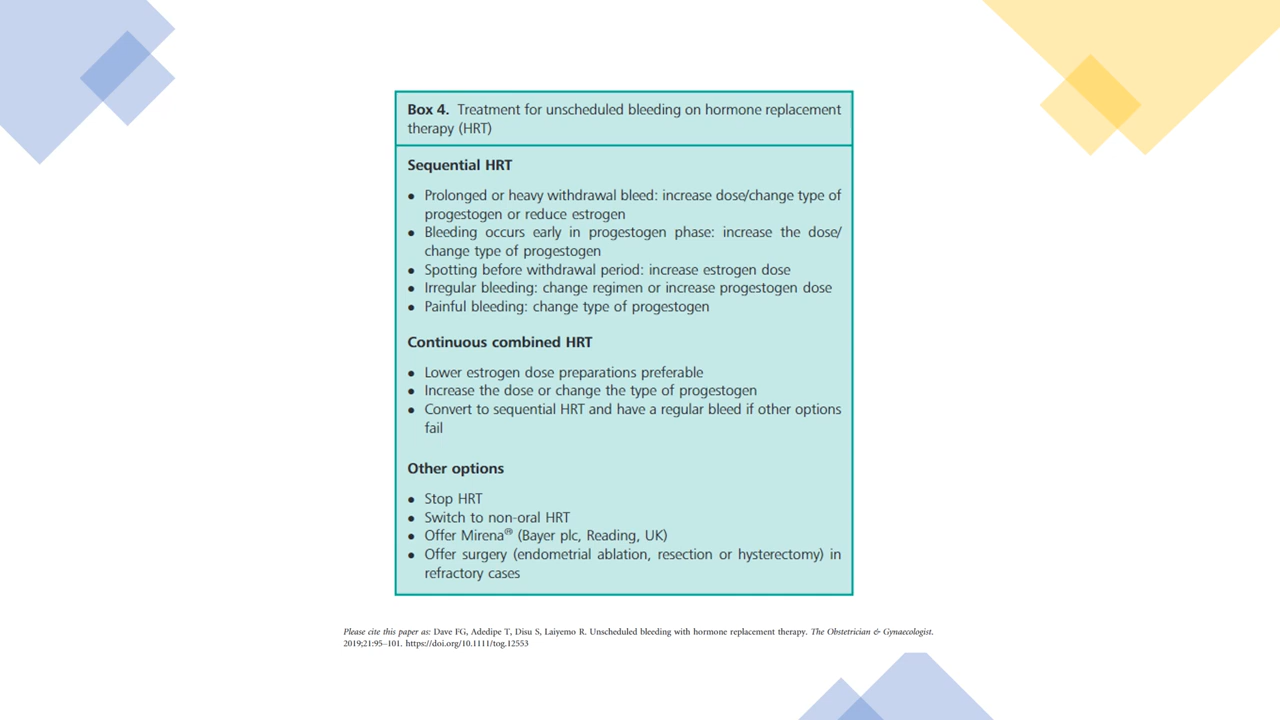 Box 4. Treatment for unscheduled bleeding on hormone replacement
therapy (HRT)
Sequential HRT
● Prolonged or heavy withdrawal bleed: increase dose/change type of
progestogen or reduce estrogen
● Bleeding occurs early in progestogen phase: increase the dose/
change type of progestogen
● Spotting before withdrawal period: increase estrogen dose
● Irregular bleeding: change regimen or increase progestogen dose
● Painful bleeding: change type of progestogen
Continuous combined HRT
● Lower estrogen dose preparations preferable
● Increase the dose or change the type of progestogen
● Convert to sequential HRT and have a regular bleed if other options
fail
Other options
● Stop HRT
● Switch to non-oral HRT
● Offer Mirena® (Bayer plc, Reading, UK)
● Offer surgery (endometrial ablation, resection or hysterectomy) in
refractory cases
Please cite this paper as: Dave FG, Adedipe T, Disu S, Laiyemo R. Unscheduled bleeding with hormone replacement therapy. The Obstetrician & Gynaecologist.
2019;21:95–101. https://doi.org/10.1111/tog.12553